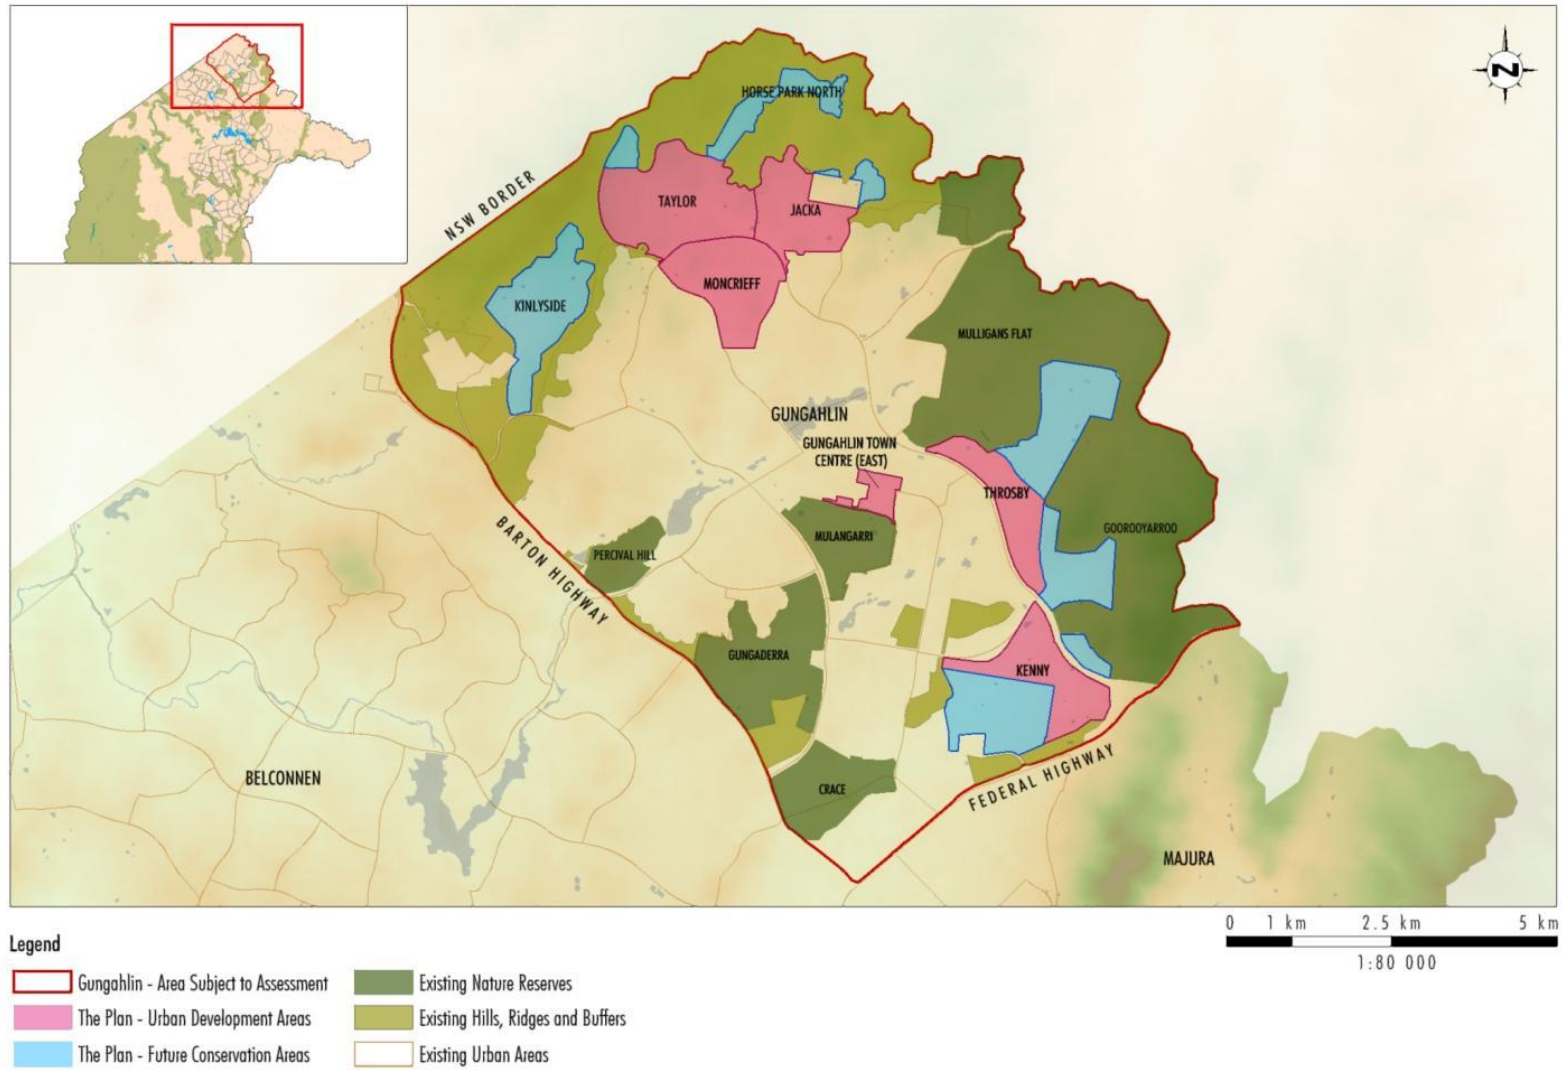 N
HORSE PARK NORTH
NSW BORDER
TAYLOR
JACKA
MONCRIEFF
KINLYSIDE
MULLIGANS FLAT
GUNGAHLIN
GUNGAHLIN TOWN
CENTRE (EAST)
THROSBY
GOOROOYARROO
BARTON HIGHWAY
MULANGARRI
PERCIVAL HILL
GUNGADERRA
KENNY
BELCONNEN
CRACE
FEDERAL HIGHWAY
MAJURA
0 1 km 2.5 km 5 km
1:80 000
Legend
Gungahlin - Area Subject to Assessment
The Plan - Urban Development Areas
The Plan - Future Conservation Areas
Existing Nature Reserves
Existing Hills, Ridges and Buffers
Existing Urban Areas